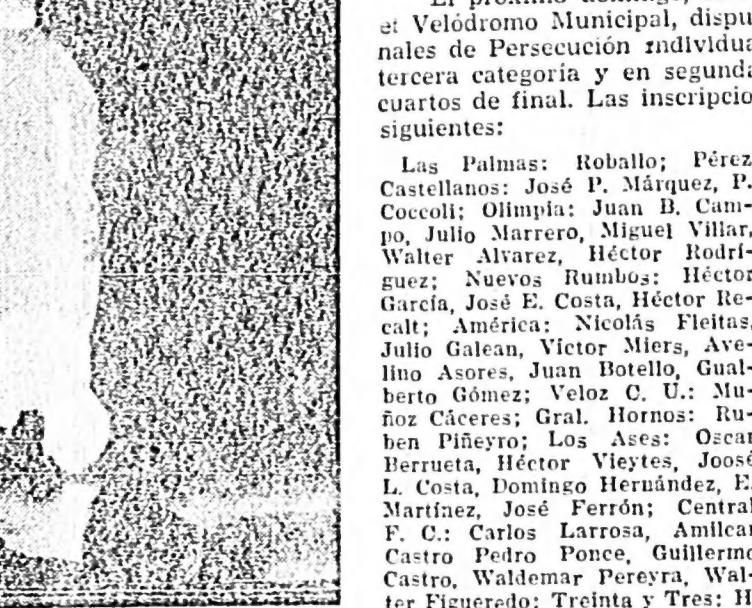 El próximo domingo,
et Velódromo Municipal, dispu
nales de Persecución individua
tercera categoría y en segunda
cuartos de final. Las inscripcio
siguientes:
Las Palmas: Roballo; Pérez
Castellanos: José P. Márquez, P.
Coccoli; Olimpia: Juan B. Cam-
po, Julio Marrero, Miguel Villar,
Walter Alvarez, Héctor Rodrí-
guez; Nuevos Rumbos: Héctor
García, José E. Costa, Héctor Re-
calt; América: Nicolás Fleitas,
Julio Galean, Víctor Miers, Ave-
lino Asores, Juan Botello, Gual-
berto Gómez; Veloz C. U.: Mu-
ñoz Cáceres; Gral. Hornos: Ru-
ben Piñeyro; Los Ases: Oscar
Berrueta, Héctor Vieytes, Joosé
L. Costa, Domingo Hernández, E.
Martínez, José Ferrón; Central
F. C.: Carlos Larrosa, Amilcar
Castro Pedro Ponce, Guillermo
Castro, Waldemar Pereyra, Wal-
ter Figueredo; Treinta y Tres: H